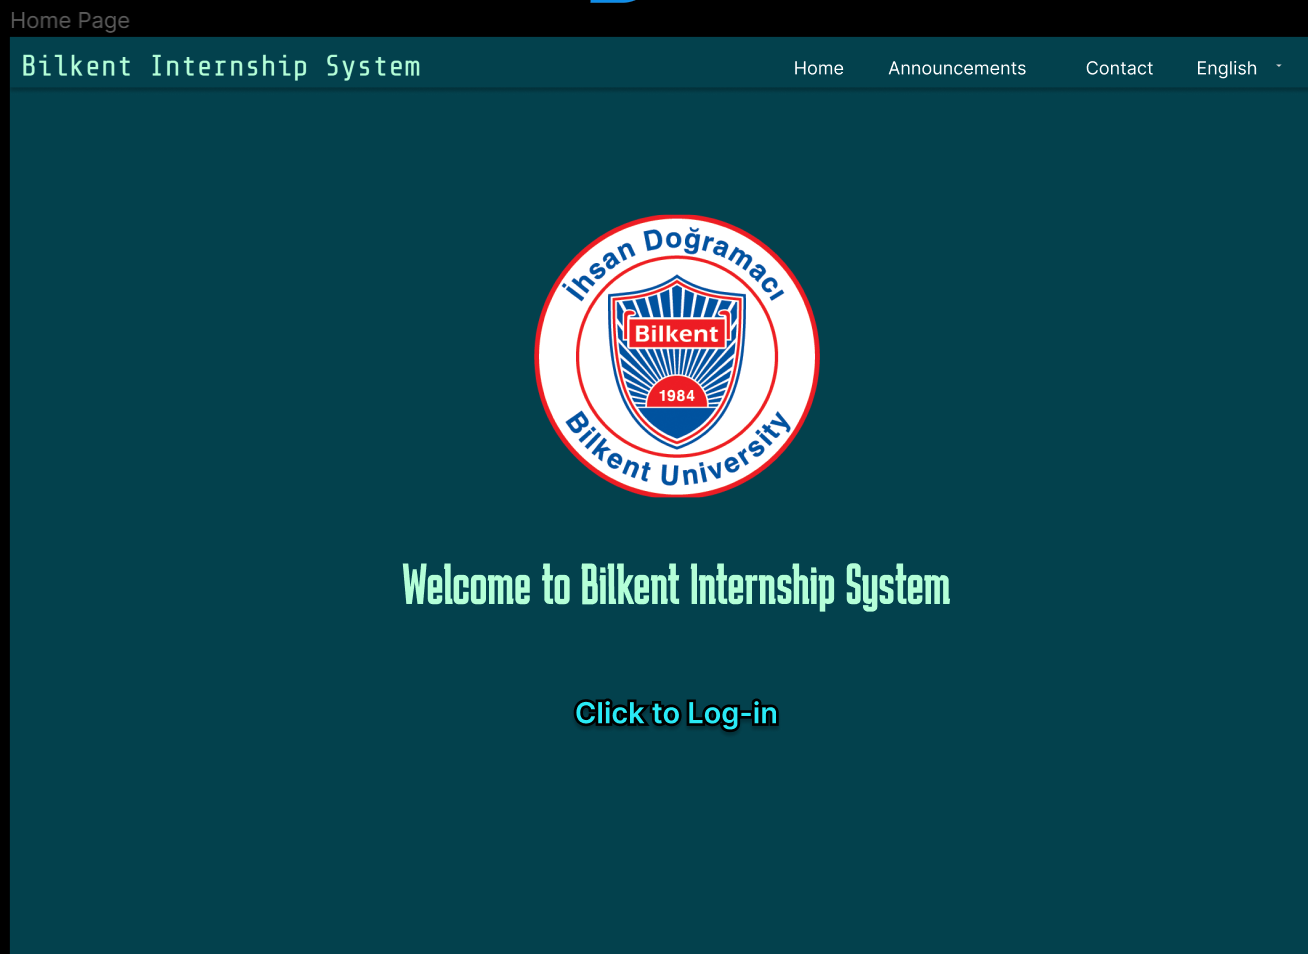 Home Page
Bilkent Internship System
Home Announcements Contact English
İhsan Doğramacı
Bilkent
1984
Bilkent University
Welcome to Bilkent Internship System
Click to Log-in